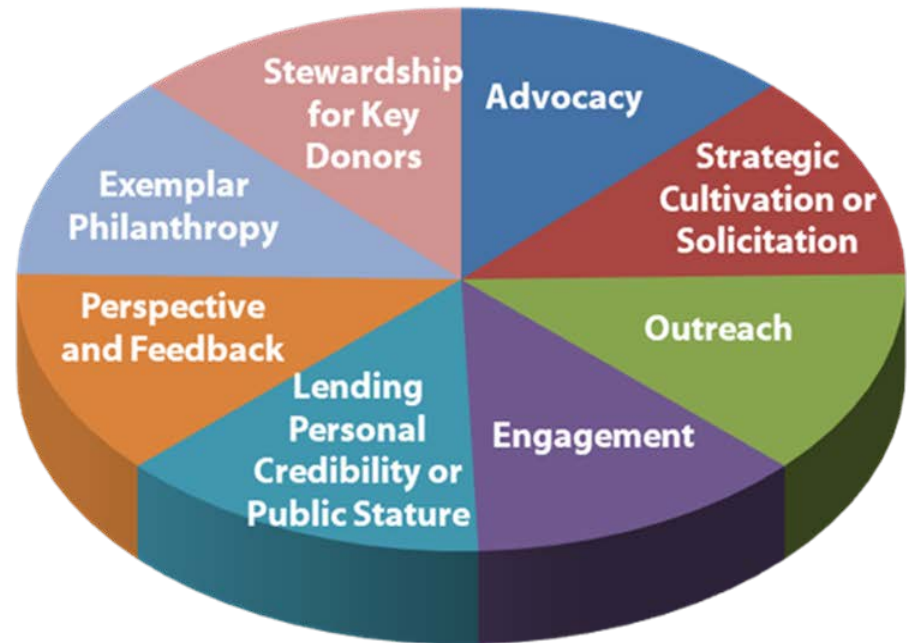 Stewardship
for Key
Donors
Advocacy
Strategic
Cultivation or
Solicitation
Exemplar
Philanthropy
Perspective
and Feedback
Outreach
Lending
Personal
Credibility or
Public Stature
Engagement